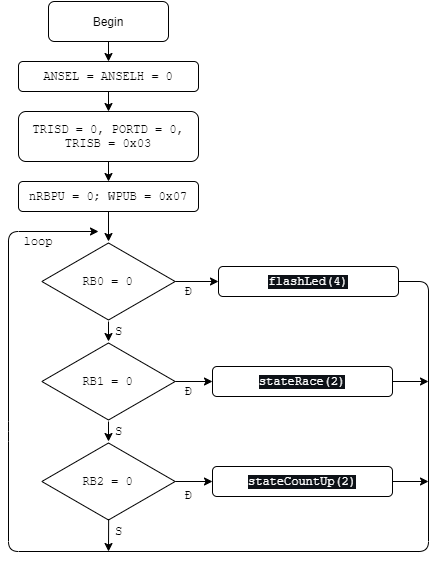 Begin
ANSEL = ANSELH = 0
TRISD = 0, PORTD = 0,
TRISB = 0x03
nRBPU = 0; WPUB = 0x07
loop
RB0 = 0
Đ
flashLed(4)
S
RB1 = 0
Đ
stateRace(2)
S
RB2 = 0
Đ
stateCountUp(2)
S